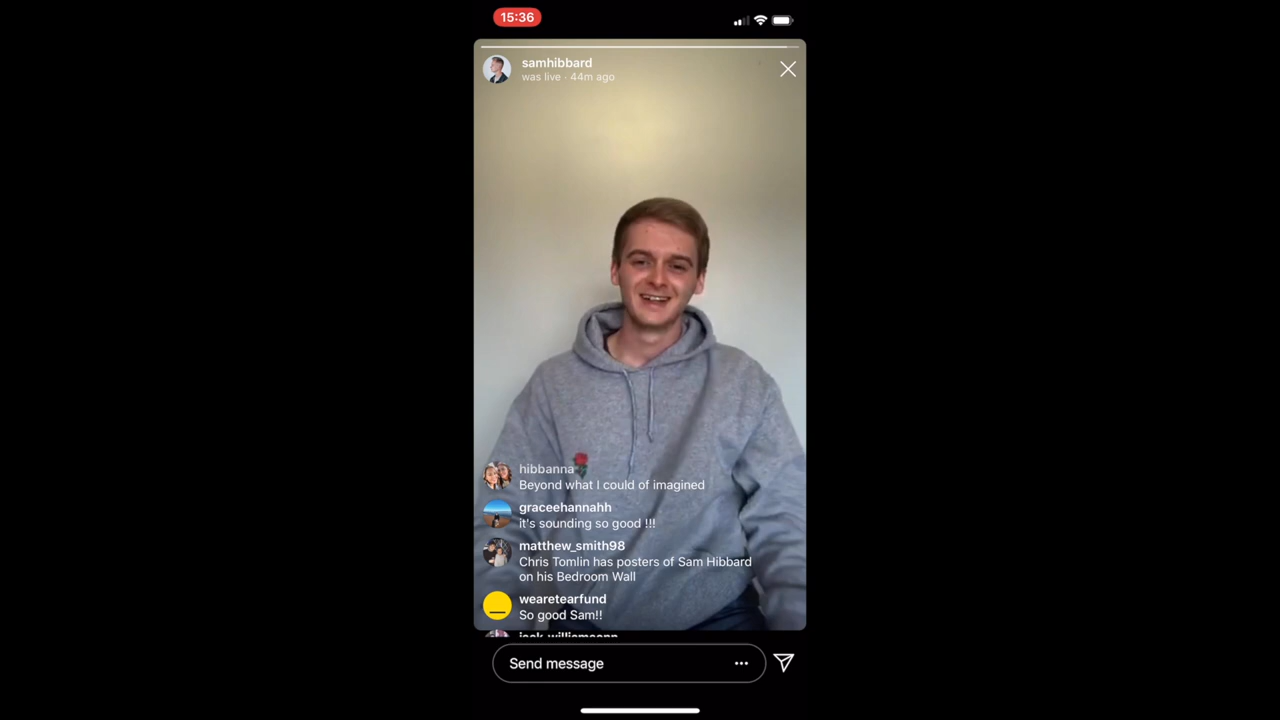 15:36
samhibbard
was live · 44m ago
hibbanna
Beyond what I could of imagined
graceehannahh
it's sounding so good !!!
matthew_smith98
Chris Tomlin has posters of Sam Hibbard
on his Bedroom Wall
wearetearfund
So good Sam!!
Send message